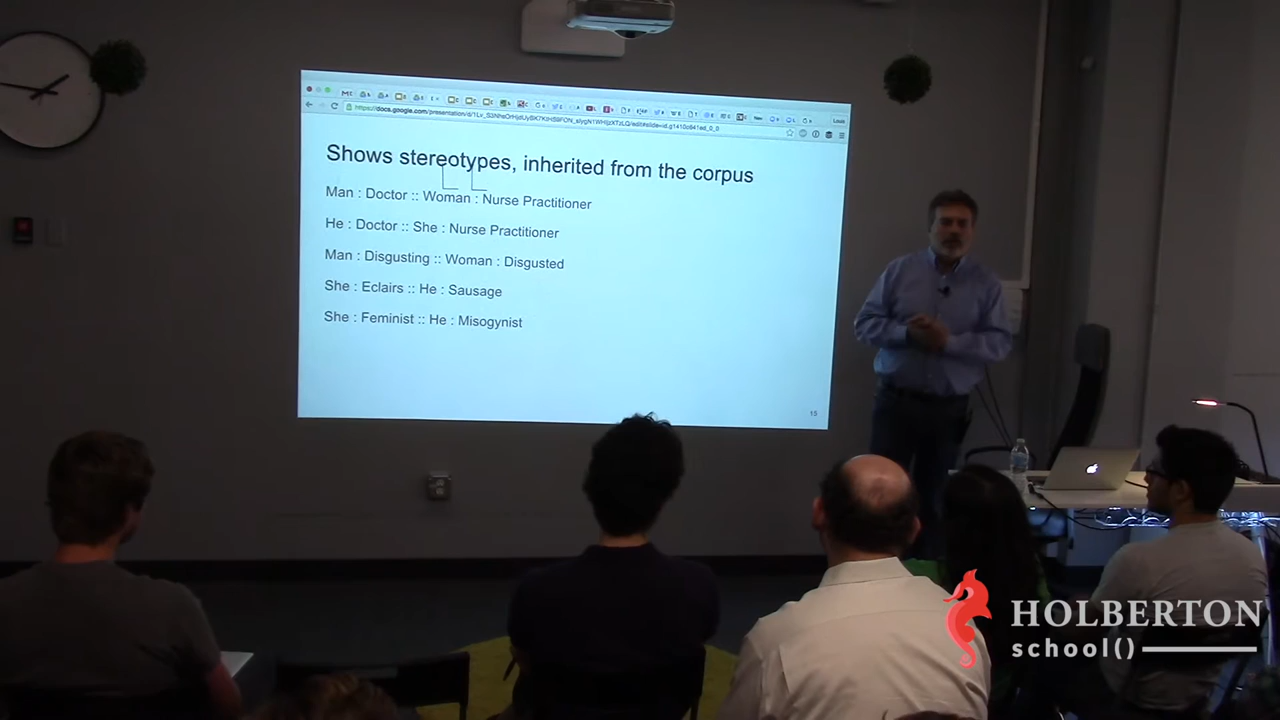 Shows stereotypes, inherited from the corpus
Man : Doctor :: Woman : Nurse Practitioner
He : Doctor :: She : Nurse Practitioner
Man : Disgusting :: Woman : Disgusted
She : Eclairs :: He : Sausage
She : Feminist :: He : Misogynist
15
HOLBERTON
school()